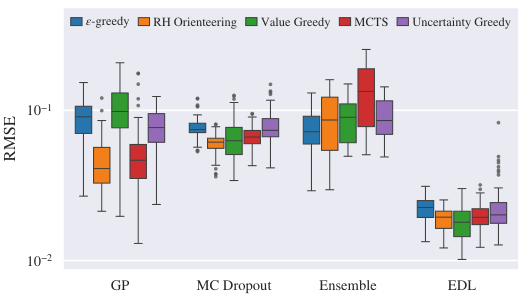 ε-greedy RH Orienteering Value Greedy MCTS Uncertainty Greedy
RMSE
10⁻¹
10⁻²
GP MC Dropout Ensemble EDL